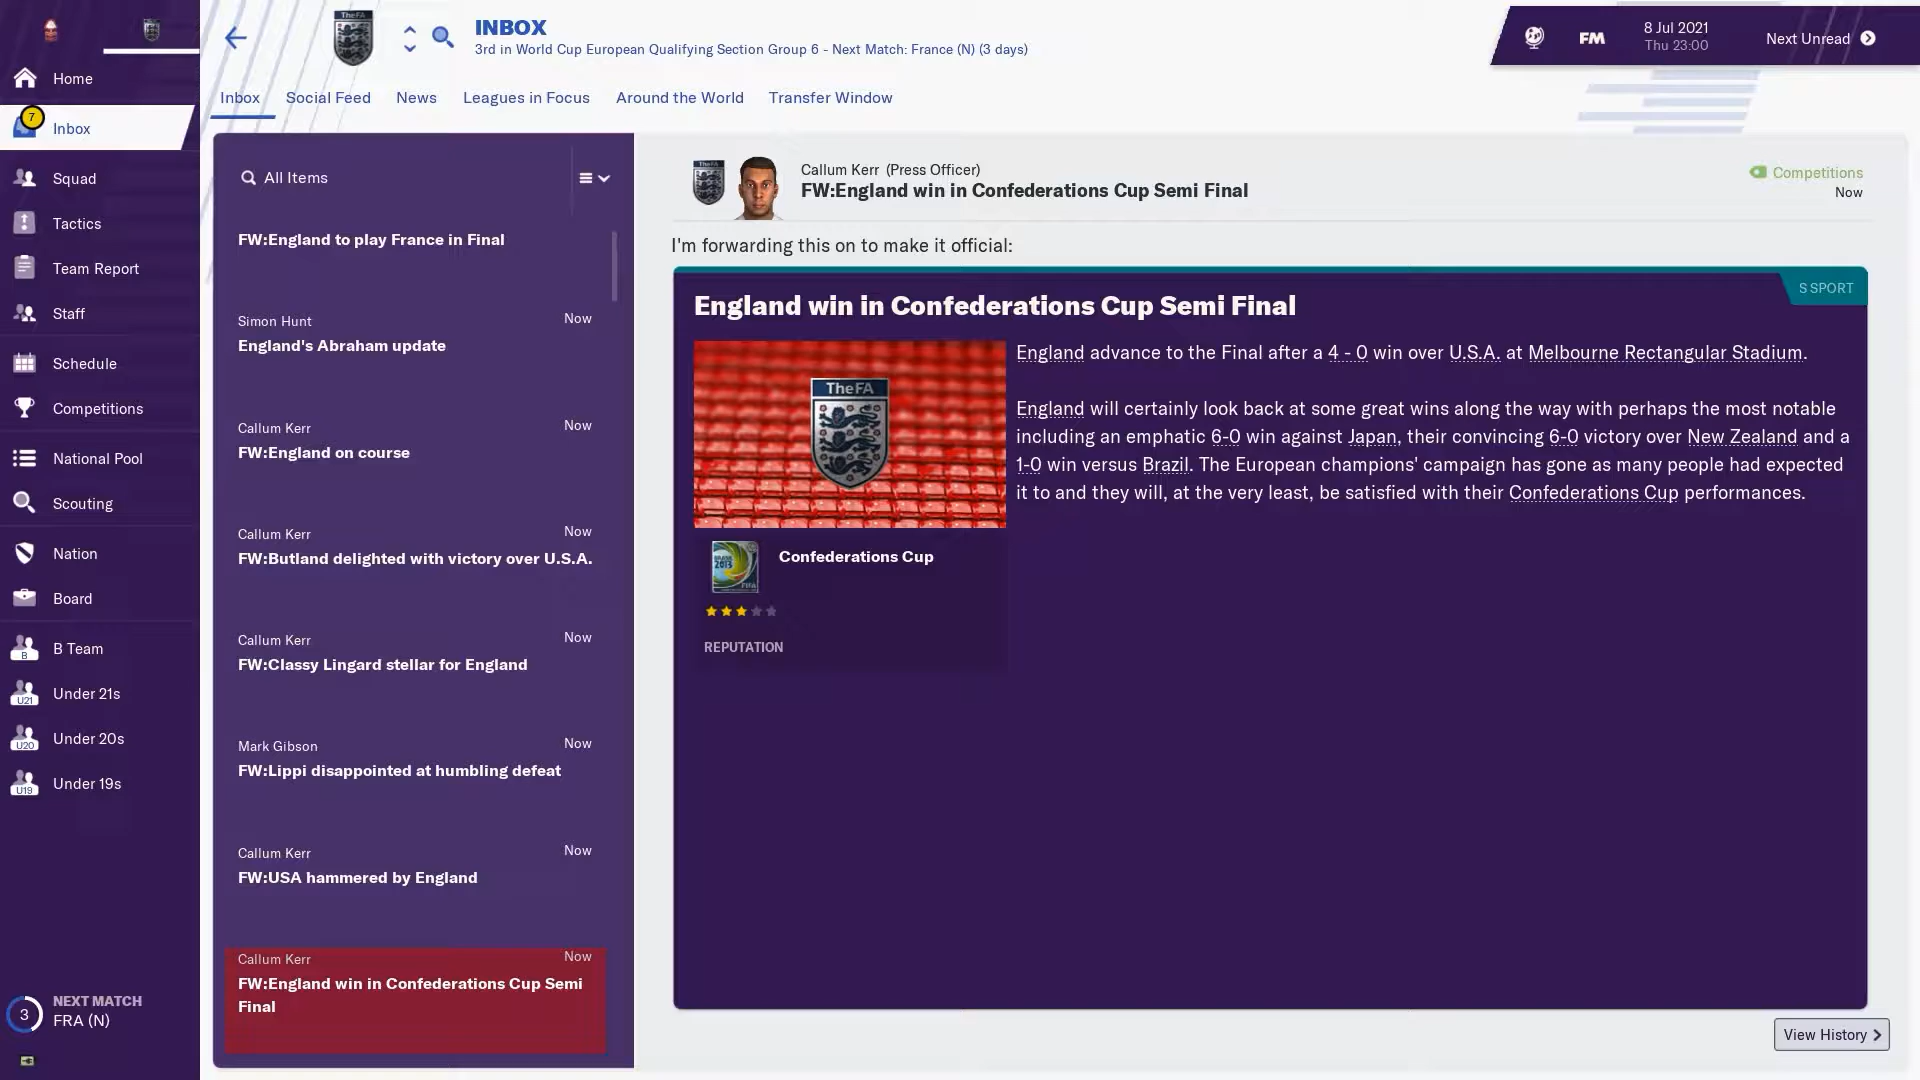 INBOX
3rd in World Cup European Qualifying Section Group 6 - Next Match: France (N) (3 days)
FM
8 Jul 2021
Thu 23:00
Next Unread
Home
7
Inbox
Squad
Tactics
Team Report
Staff
Schedule
Competitions
National Pool
Scouting
Nation
Board
B
B Team
U21
Under 21s
U20
Under 20s
U19
Under 19s
3
NEXT MATCH
FRA (N)
Inbox
Social Feed
News
Leagues in Focus
Around the World
Transfer Window
All Items
FW:England to play France in Final
Simon Hunt
Now
England's Abraham update
Callum Kerr
Now
FW:England on course
Callum Kerr
Now
FW:Butland delighted with victory over U.S.A.
Callum Kerr
Now
FW:Classy Lingard stellar for England
Mark Gibson
Now
FW:Lippi disappointed at humbling defeat
Callum Kerr
Now
FW:USA hammered by England
Callum Kerr
Now
FW:England win in Confederations Cup Semi
Final
TheFA
Callum Kerr (Press Officer)
FW:England win in Confederations Cup Semi Final
Competitions
Now
I'm forwarding this on to make it official:
S SPORT
England win in Confederations Cup Semi Final
TheFA
England advance to the Final after a 4 - 0 win over U.S.A. at Melbourne Rectangular Stadium.
England will certainly look back at some great wins along the way with perhaps the most notable
including an emphatic 6-0 win against Japan, their convincing 6-0 victory over New Zealand and a
1-0 win versus Brazil. The European champions' campaign has gone as many people had expected
it to and they will, at the very least, be satisfied with their Confederations Cup performances.
2013
FIFA
Confederations Cup
REPUTATION
View History